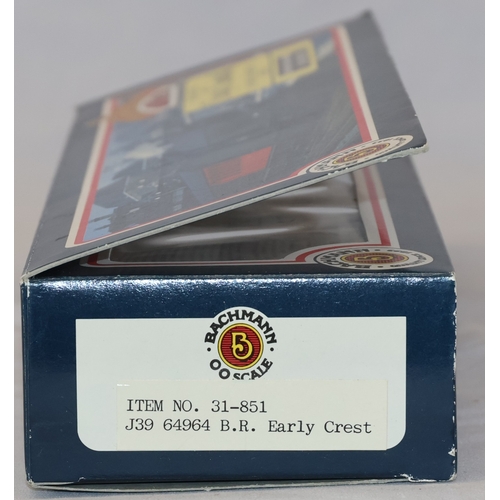 BACHMANN
B
OO SCALE
ITEM NO. 31-851
J39 64964 B.R. Early Crest